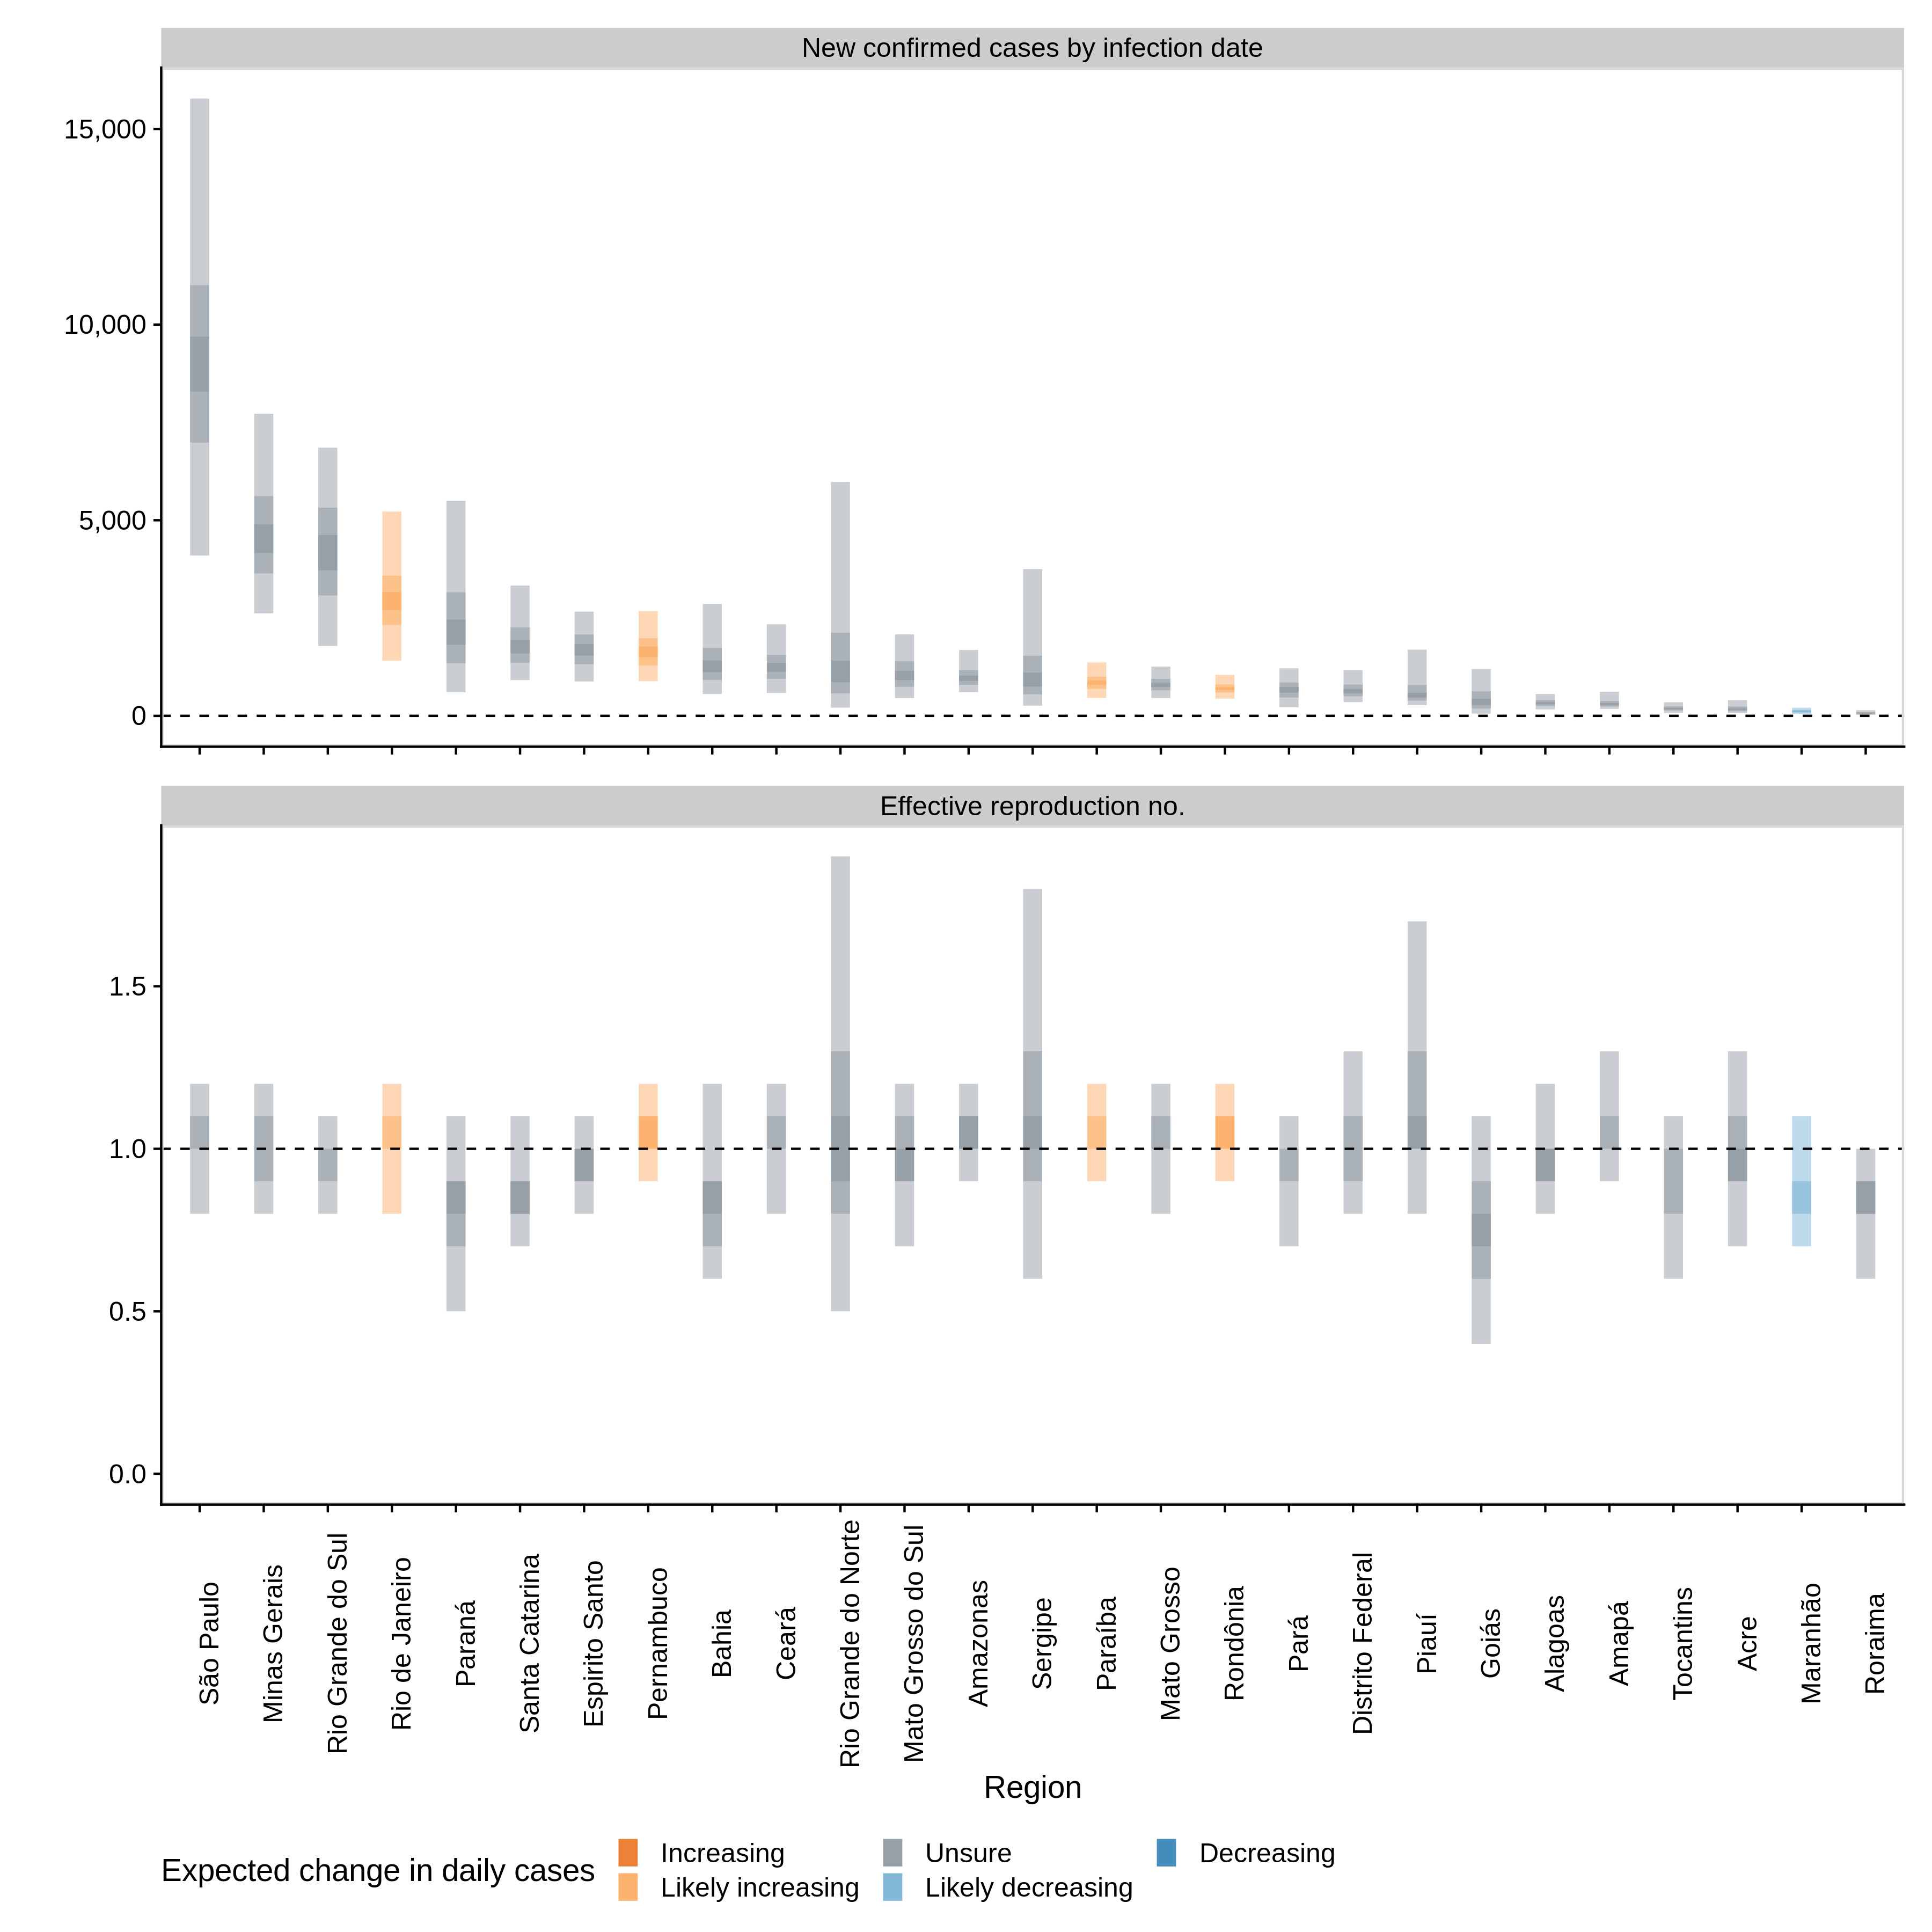 New confirmed cases by infection date
15,000
10,000
5,000
0
Effective reproduction no.
1.5
1.0
0.5
0.0
São Paulo
Minas Gerais
Rio Grande do Sul
Rio de Janeiro
Paraná
Santa Catarina
Espirito Santo
Pernambuco
Bahia
Ceará
Rio Grande do Norte
Mato Grosso do Sul
Amazonas
Sergipe
Paraíba
Mato Grosso
Rondônia
Pará
Distrito Federal
Piauí
Goiás
Alagoas
Amapá
Tocantins
Acre
Maranhão
Roraima
Region
Expected change in daily cases
Increasing
Likely increasing
Unsure
Likely decreasing
Decreasing